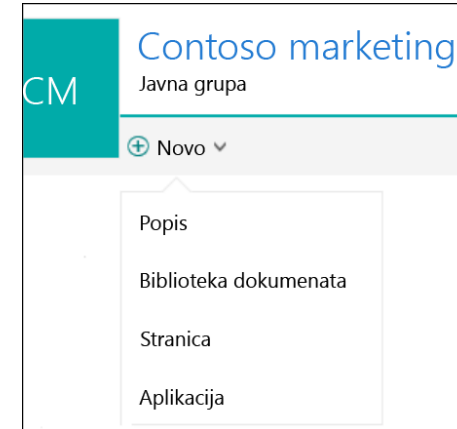 Contoso marketing
CM
Javna grupa
Novo
Popis
Biblioteka dokumenata
Stranica
Aplikacija